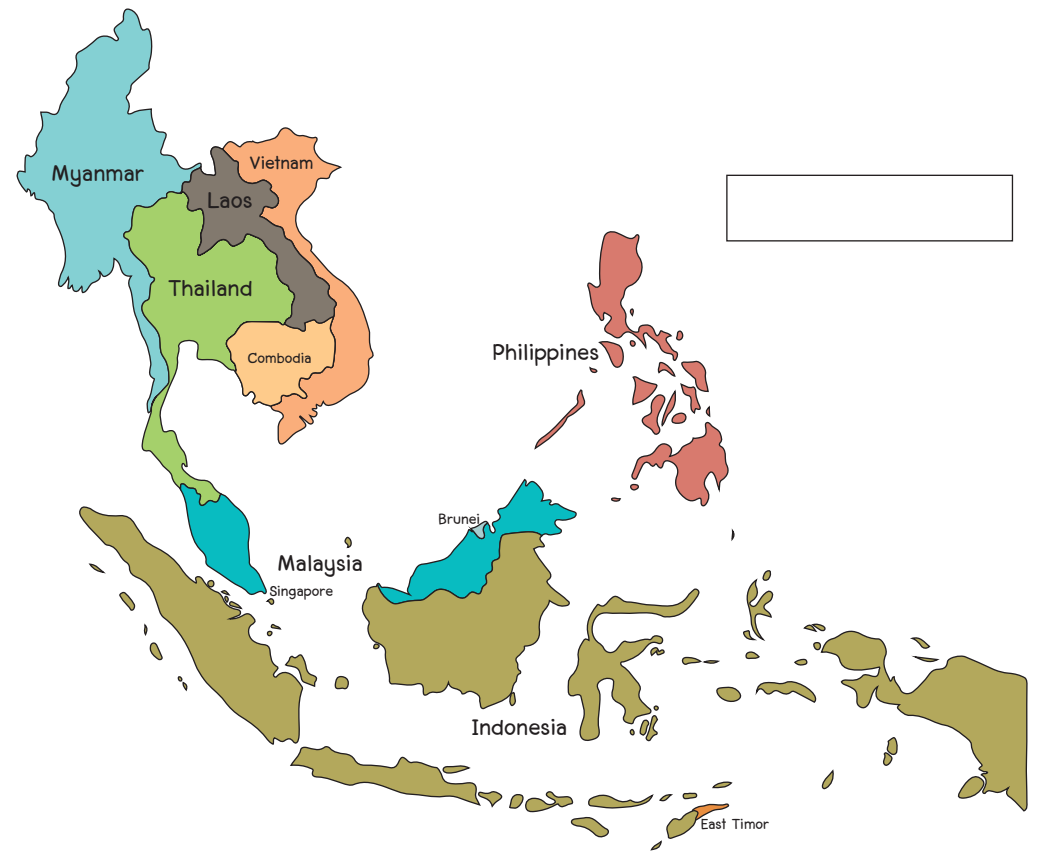 Vietnam
Myanmar
Laos
Thailand
Philippines
Combodia
Brunei
Malaysia
Singapore
Indonesia
East Timor